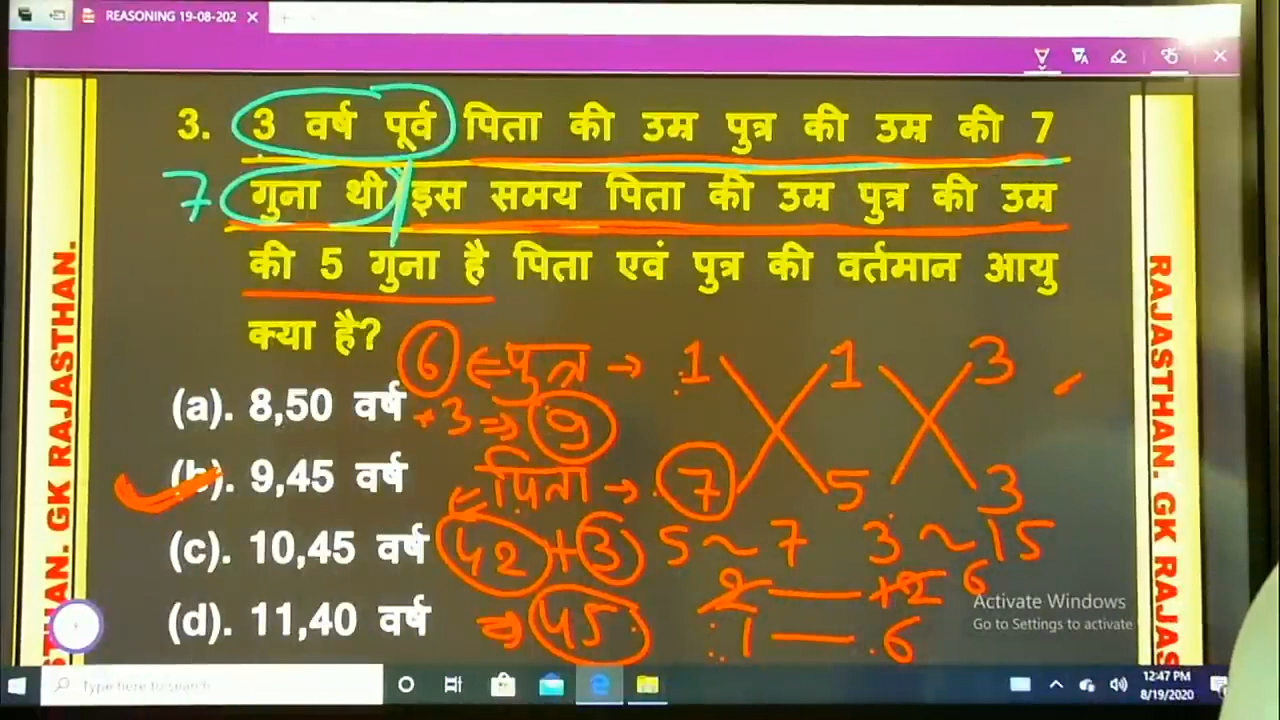 REASONING 19-08-202
3. 3 वर्ष पूर्व पिता की उम्र पुत्र की उम्र की 7
7 गुना थी इस समय पिता की उम्र पुत्र की उम्र
की 5 गुना है पिता एवं पुत्र की वर्तमान आयु
क्या है?
6 ⇐ पुत्र → 1 1 3
(a). 8,50 वर्ष +3 ⇒ 9
पिता → 7 5 3
(b). 9,45 वर्ष
(c). 10,45 वर्ष 42 + 3 5 ~ 7 3 ~ 15
2 — +2 6
(d). 11,40 वर्ष ⇒ 45 1 — 6
RAJASTHAN. GK RAJASTHAN.
RAJASTHAN. GK RAJAS
Activate Windows
Go to Settings to activate
Type here to search
12:47 PM
8/19/2020